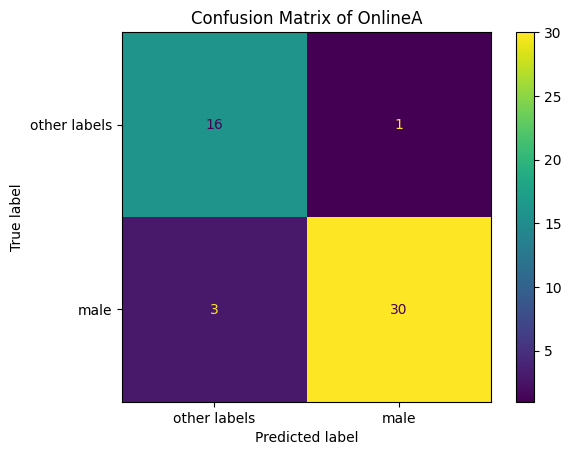 Confusion Matrix of OnlineA
True label
other labels
male
16
1
3
30
other labels
male
Predicted label
30
25
20
15
10
5